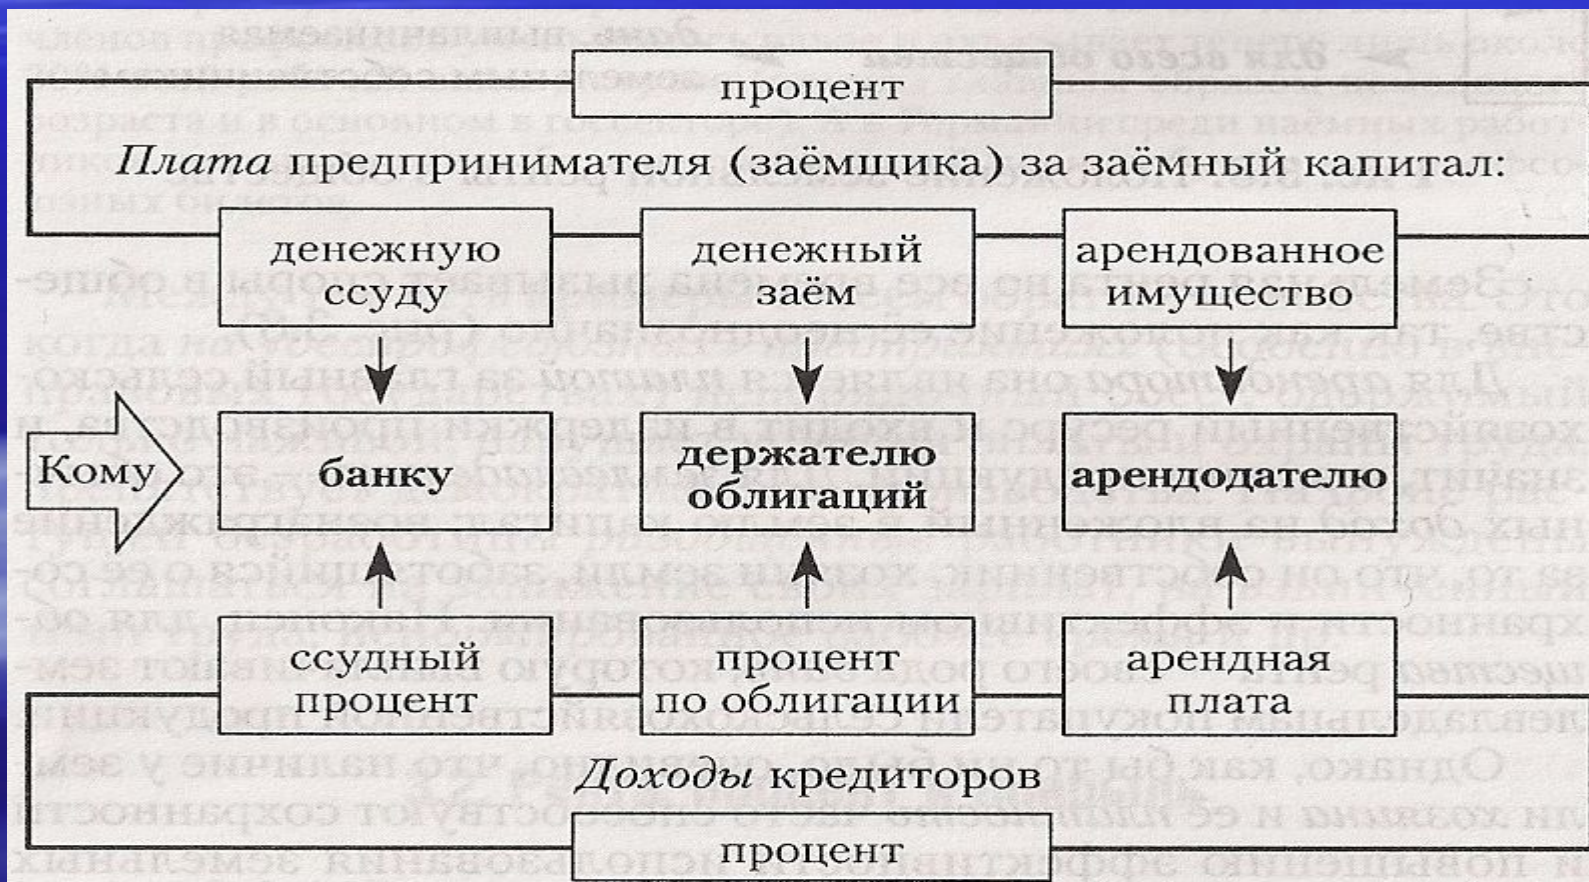 процент
Плата предпринимателя (заёмщика) за заёмный капитал:
денежную
ссуду
денежный
заём
арендованное
имущество
Кому
банку
держателю
облигаций
арендодателю
ссудный
процент
процент
по облигации
арендная
плата
Доходы кредиторов
процент